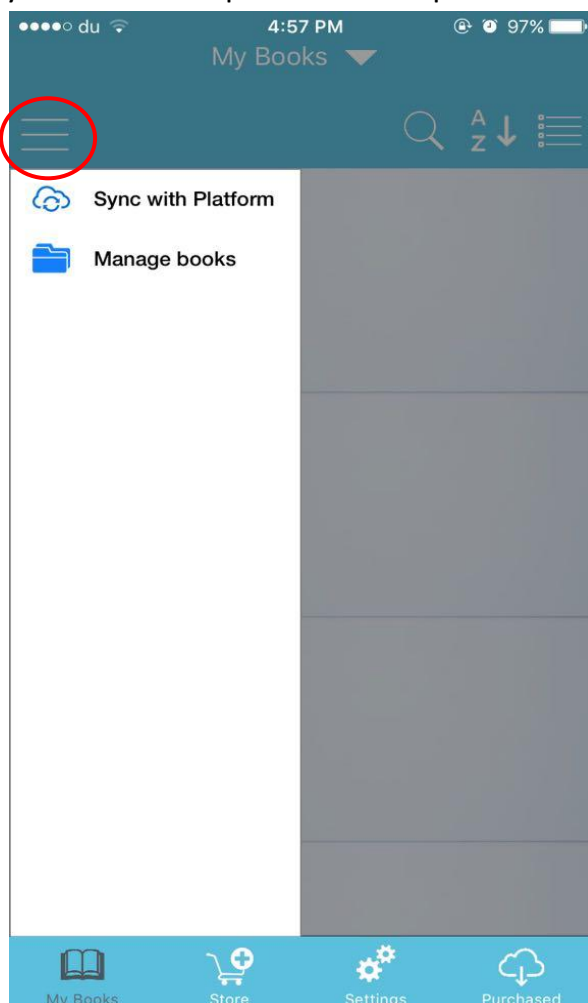 du 4:57 PM 97%
My Books
A
Z
Sync with Platform
Manage books
My Books Store Settings Purchased